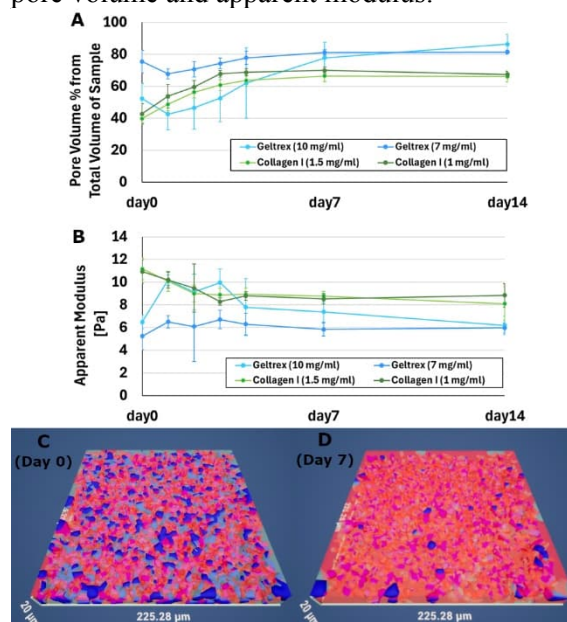 pore volume and apparent modulus.
A
Pore Volume % from
Total Volume of Sample
100
80
60
40
20
0
Geltrex (10 mg/ml)
Geltrex (7 mg/ml)
Collagen I (1.5 mg/ml)
Collagen I (1 mg/ml)
day0
day7
day14
B
Apparent Modulus
[Pa]
14
12
10
8
6
4
2
0
Geltrex (10 mg/ml)
Geltrex (7 mg/ml)
Collagen I (1.5 mg/ml)
Collagen I (1 mg/ml)
day0
day7
day14
C
(Day 0)
20 µm
225.28 µm
D
(Day 7)
20 µm
225.28 µm